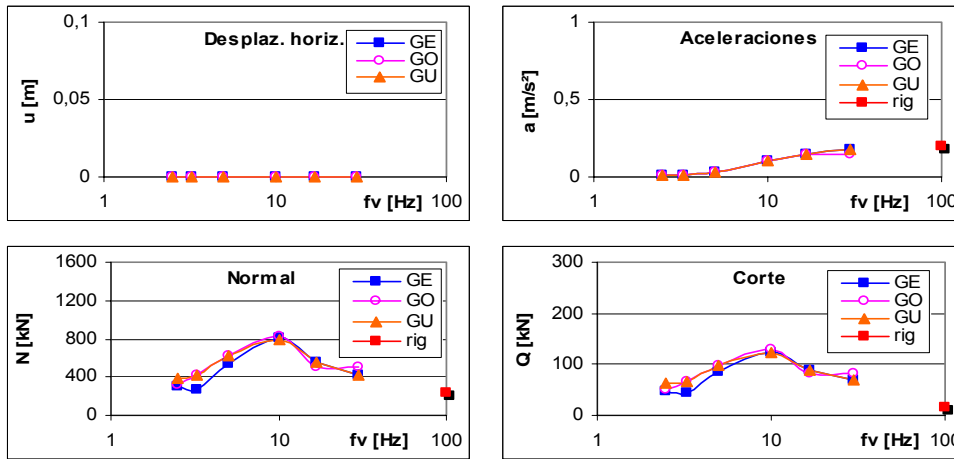 0,1
0,05
0
u [m]
Desplaz. horiz.
GE
GO
GU
1
10
100
fv [Hz]
1
0,5
0
a [m/s²]
Aceleraciones
GE
GO
GU
rig
1
10
100
fv [Hz]
1600
1200
800
400
0
N [kN]
Normal
GE
GO
GU
rig
1
10
100
fv [Hz]
300
200
100
0
Q [kN]
Corte
GE
GO
GU
rig
1
10
100
fv [Hz]